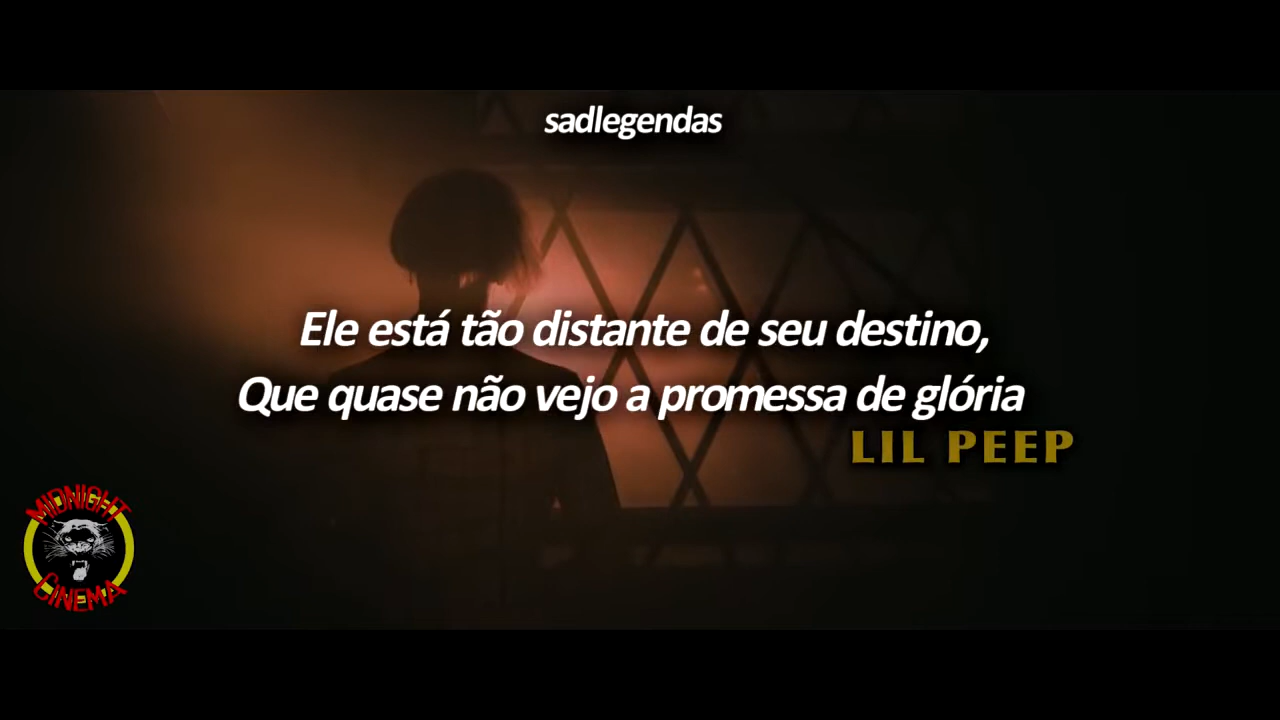 sadlegendas
Ele está tão distante de seu destino,
Que quase não vejo a promessa de glória
LIL PEEP
MIDNIGHT
CINEMA